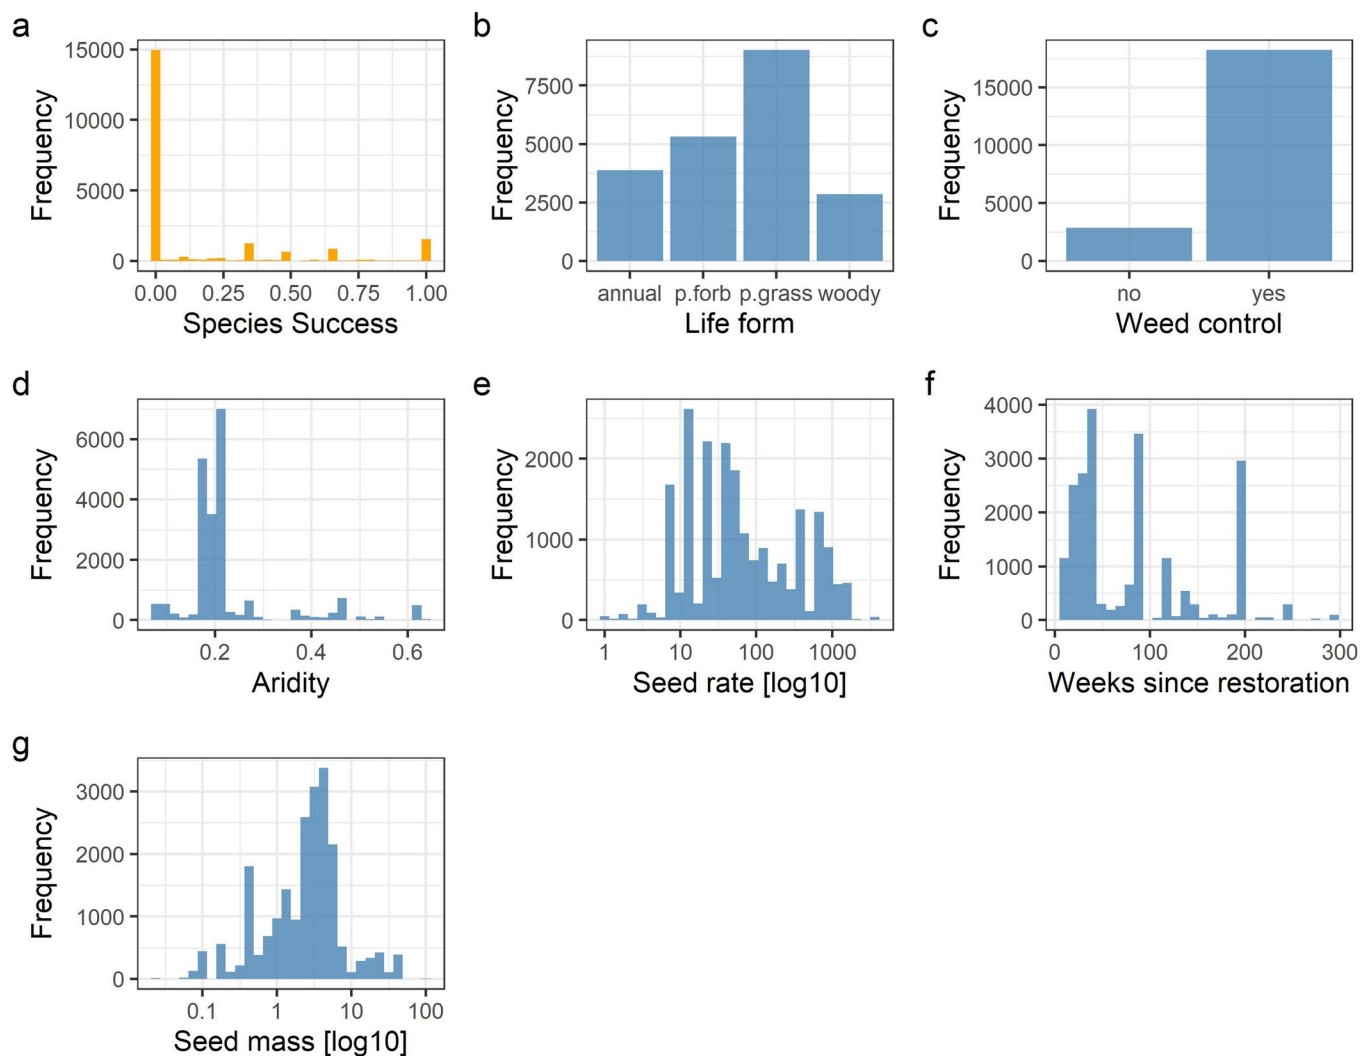 a
Frequency
15000
10000
5000
0
0.00 0.25 0.50 0.75 1.00
Species Success
b
Frequency
7500
5000
2500
0
annual p.forb p.grass woody
Life form
c
Frequency
15000
10000
5000
0
no yes
Weed control
d
Frequency
6000
4000
2000
0
0.2 0.4 0.6
Aridity
e
Frequency
2000
1000
0
1 10 100 1000
Seed rate [log10]
f
Frequency
4000
3000
2000
1000
0
0 100 200 300
Weeks since restoration
g
Frequency
3000
2000
1000
0
0.1 1 10 100
Seed mass [log10]